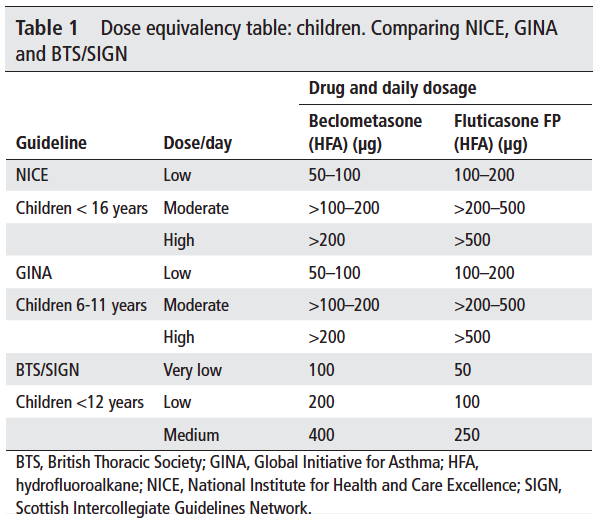 Table 1 Dose equivalency table: children. Comparing NICE, GINA
and BTS/SIGN
Drug and daily dosage
Guideline Dose/day Beclometasone (HFA) (µg) Fluticasone FP (HFA) (µg)
NICE Low 50–100 100–200
Children < 16 years Moderate >100–200 >200–500
High >200 >500
GINA Low 50–100 100–200
Children 6-11 years Moderate >100–200 >200–500
High >200 >500
BTS/SIGN Very low 100 50
Children <12 years Low 200 100
Medium 400 250
BTS, British Thoracic Society; GINA, Global Initiative for Asthma; HFA,
hydrofluoroalkane; NICE, National Institute for Health and Care Excellence; SIGN,
Scottish Intercollegiate Guidelines Network.